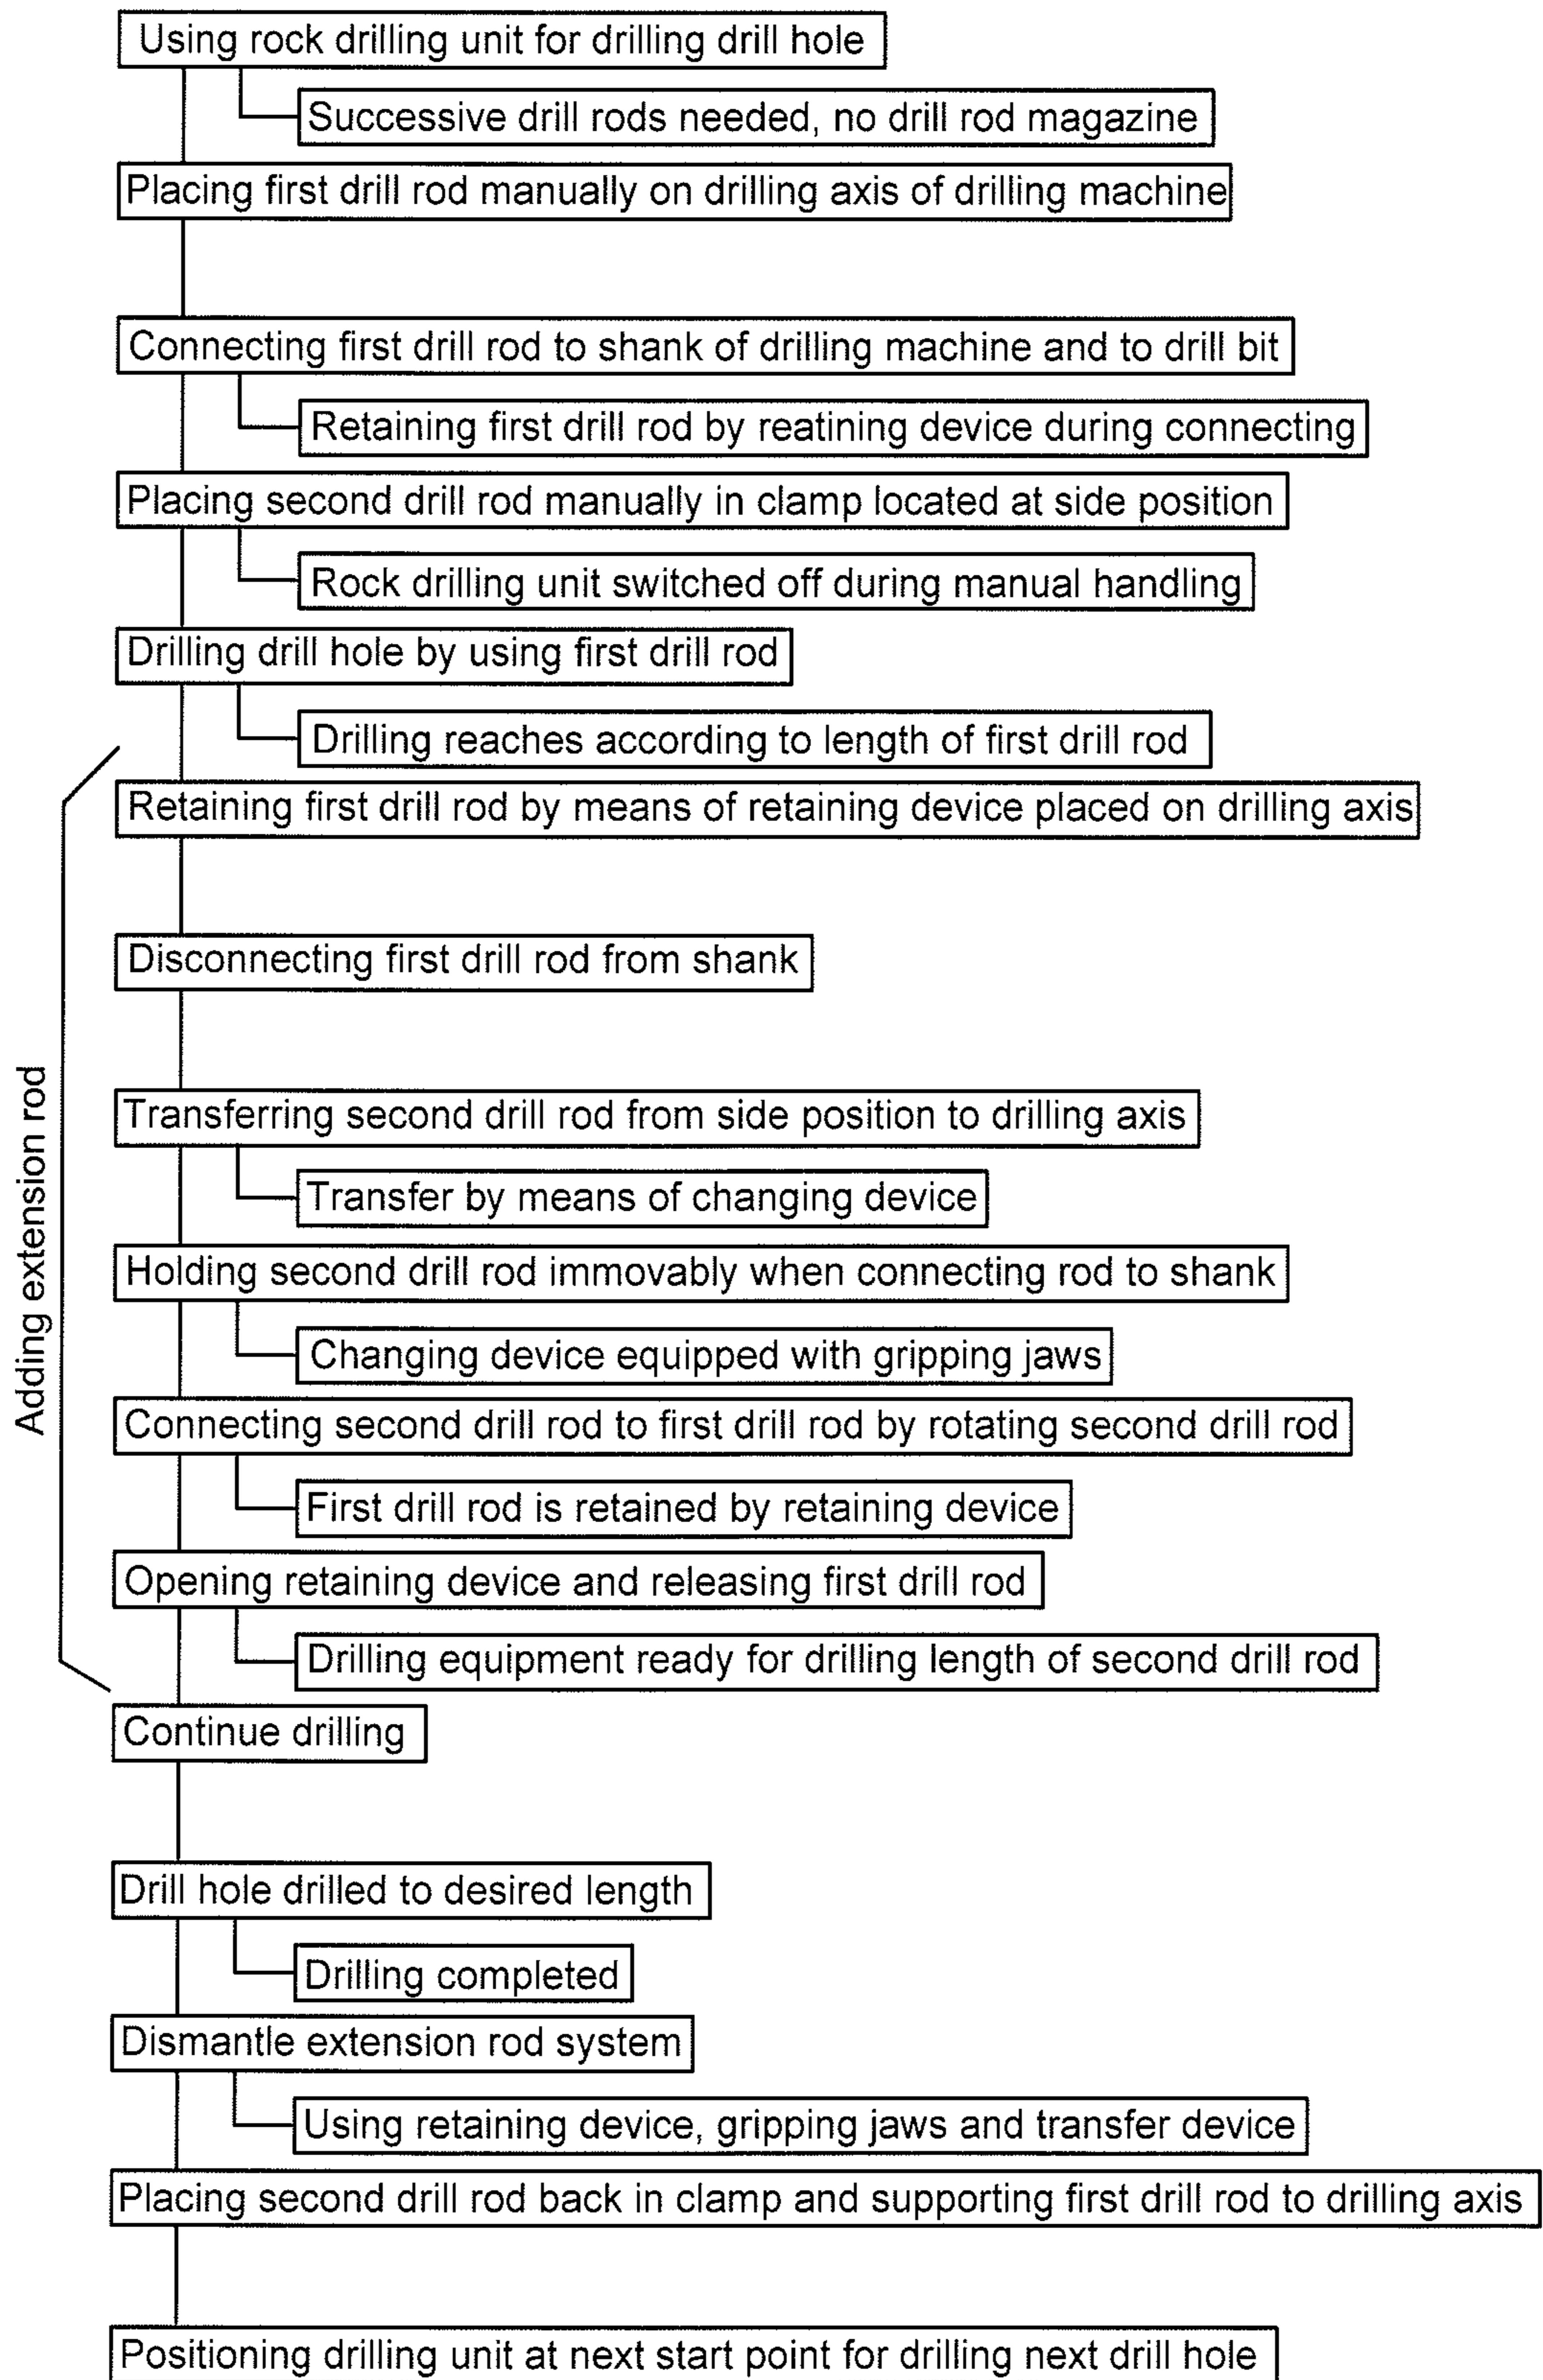 Using rock drilling unit for drilling drill hole
Successive drill rods needed, no drill rod magazine
Placing first drill rod manually on drilling axis of drilling machine
Connecting first drill rod to shank of drilling machine and to drill bit
Retaining first drill rod by reatining device during connecting
Placing second drill rod manually in clamp located at side position
Rock drilling unit switched off during manual handling
Drilling drill hole by using first drill rod
Drilling reaches according to length of first drill rod
Adding extension rod
Retaining first drill rod by means of retaining device placed on drilling axis
Disconnecting first drill rod from shank
Transferring second drill rod from side position to drilling axis
Transfer by means of changing device
Holding second drill rod immovably when connecting rod to shank
Changing device equipped with gripping jaws
Connecting second drill rod to first drill rod by rotating second drill rod
First drill rod is retained by retaining device
Opening retaining device and releasing first drill rod
Drilling equipment ready for drilling length of second drill rod
Continue drilling
Drill hole drilled to desired length
Drilling completed
Dismantle extension rod system
Using retaining device, gripping jaws and transfer device
Placing second drill rod back in clamp and supporting first drill rod to drilling axis
Positioning drilling unit at next start point for drilling next drill hole